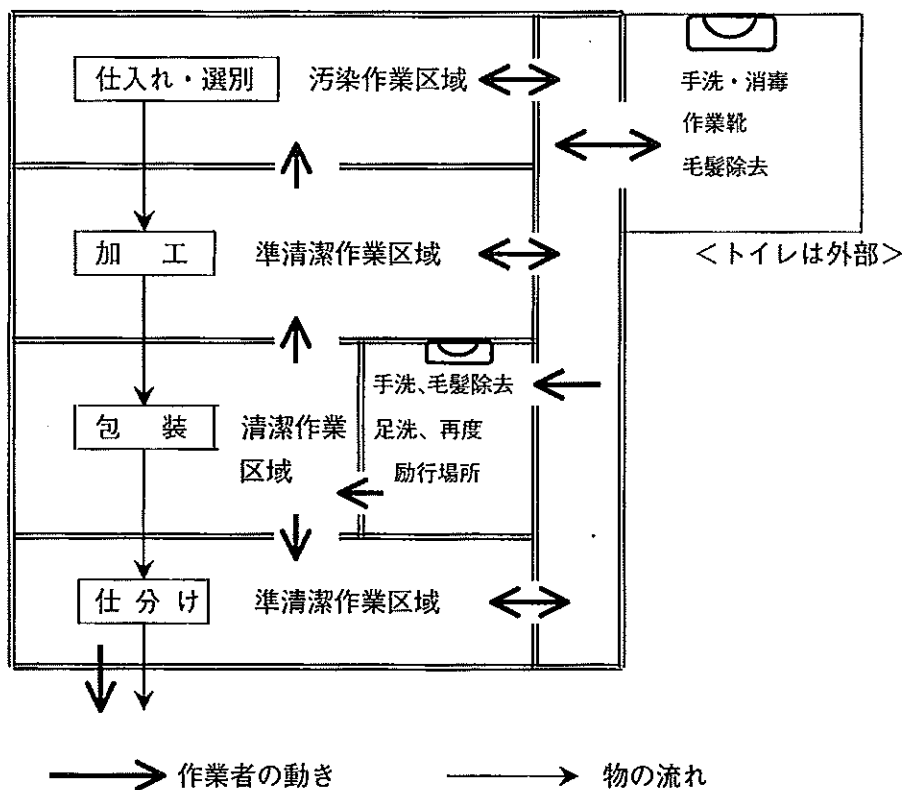 仕入れ・選別
汚染作業区域
手洗・消毒
作業靴
毛髪除去
加 工
準清潔作業区域
＜トイレは外部＞
手洗、毛髪除去
足洗、再度
励行場所
包 装
清潔作業
区域
仕 分 け
準清潔作業区域
作業者の動き
物の流れ